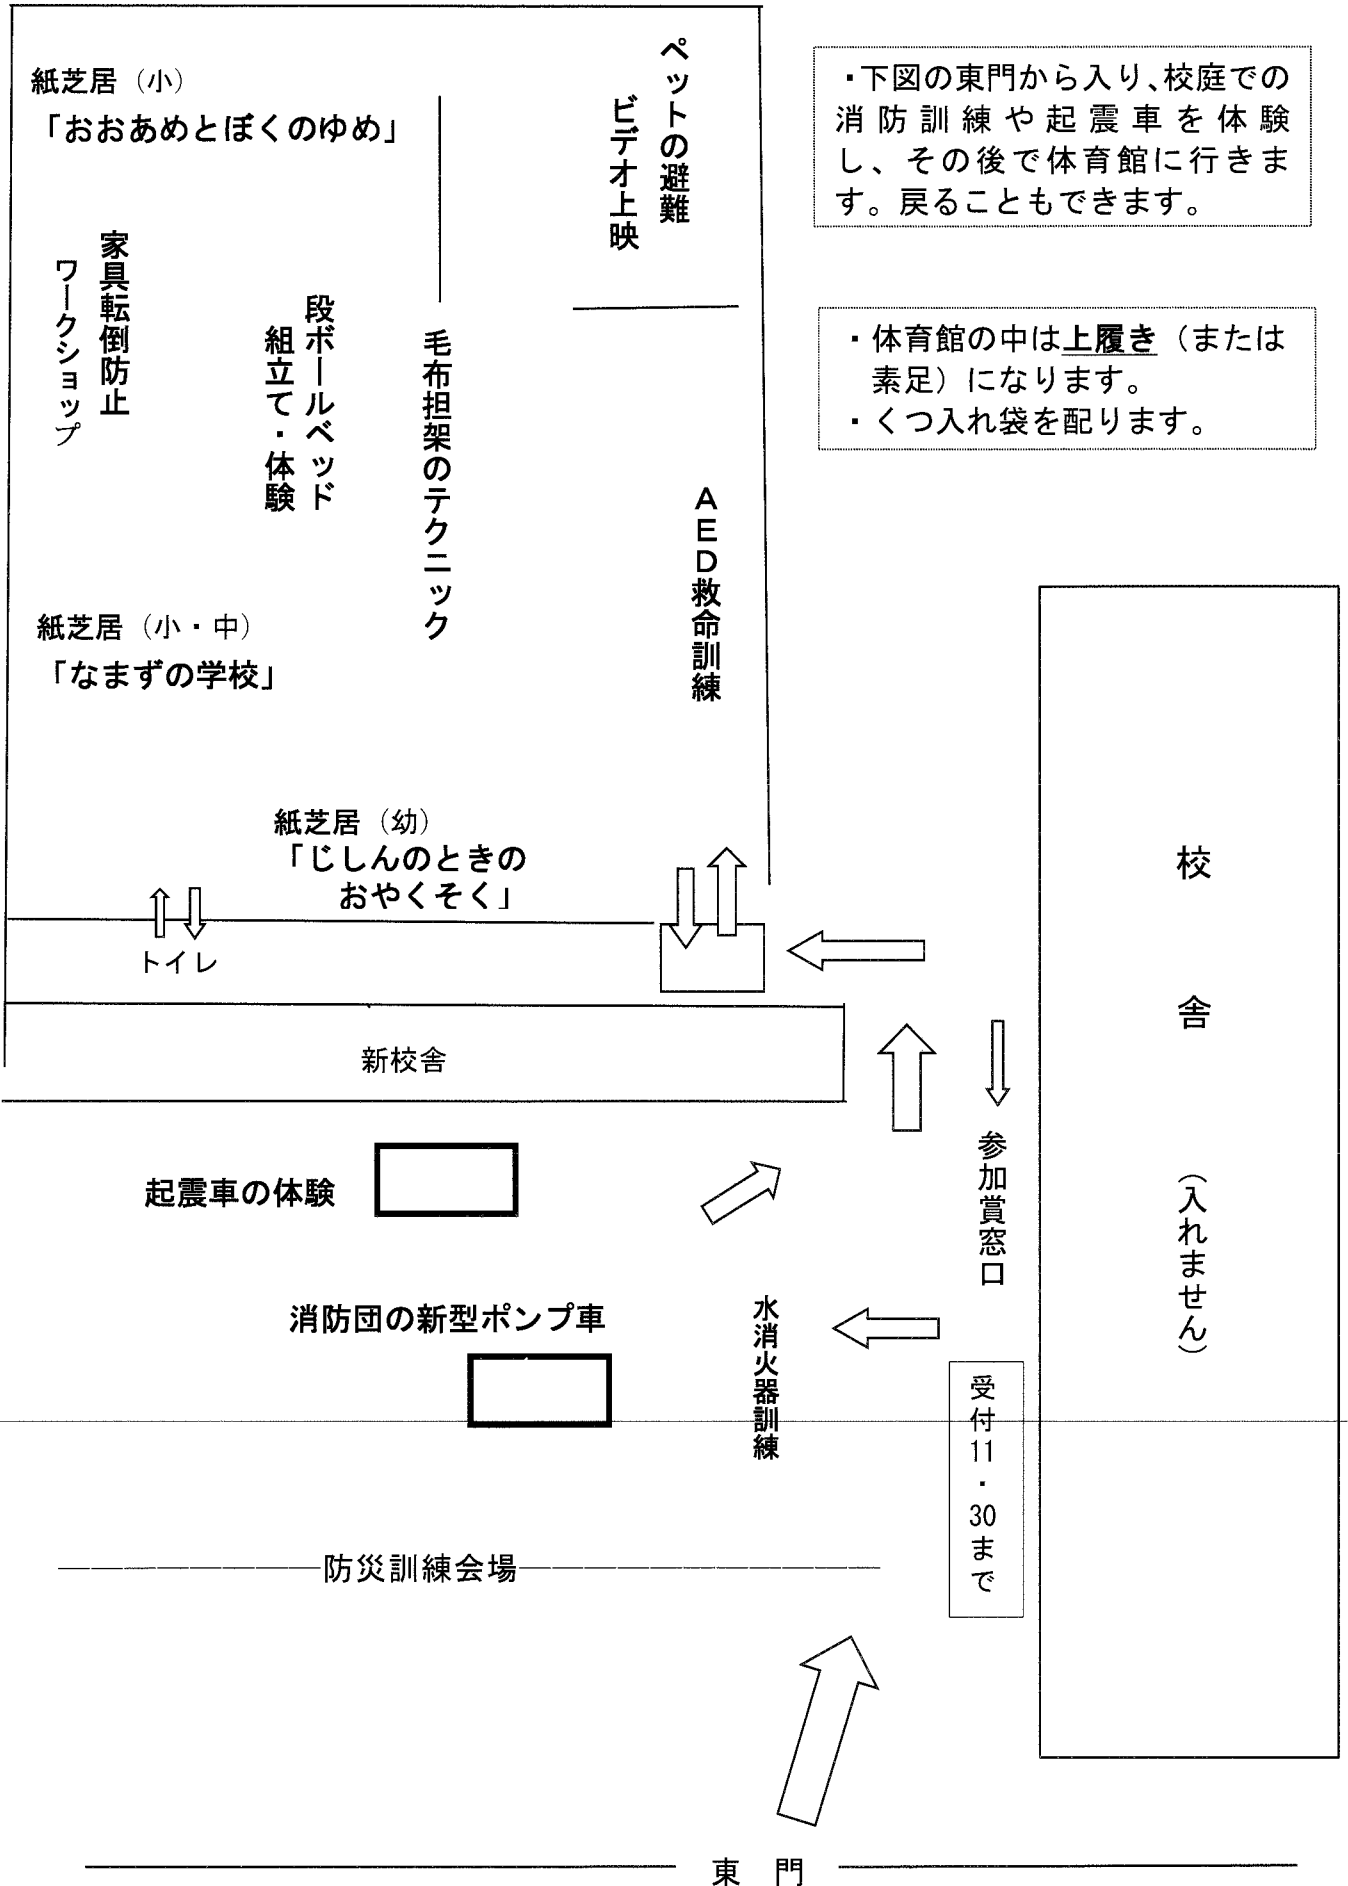 紙芝居（小）
「おおあめとぼくのゆめ」
ペットの避難
ビデオ上映
・下図の東門から入り、校庭での
消防訓練や起震車を体験
し、その後で体育館に行きま
す。戻ることもできます。
家具転倒防止
ワークショップ
段ボールベッド
組立て・体験
毛布担架のテクニック
・体育館の中は上履き（または
素足）になります。
・くつ入れ袋を配ります。
ＡＥＤ救命訓練
紙芝居（小・中）
「なまずの学校」
紙芝居（幼）
「じしんのときの
おやくそく」
トイレ
新校舎
校舎
（入れません）
起震車の体験
参加賞窓口
消防団の新型ポンプ車
水消火器訓練
受付11・30まで
防災訓練会場
東 門